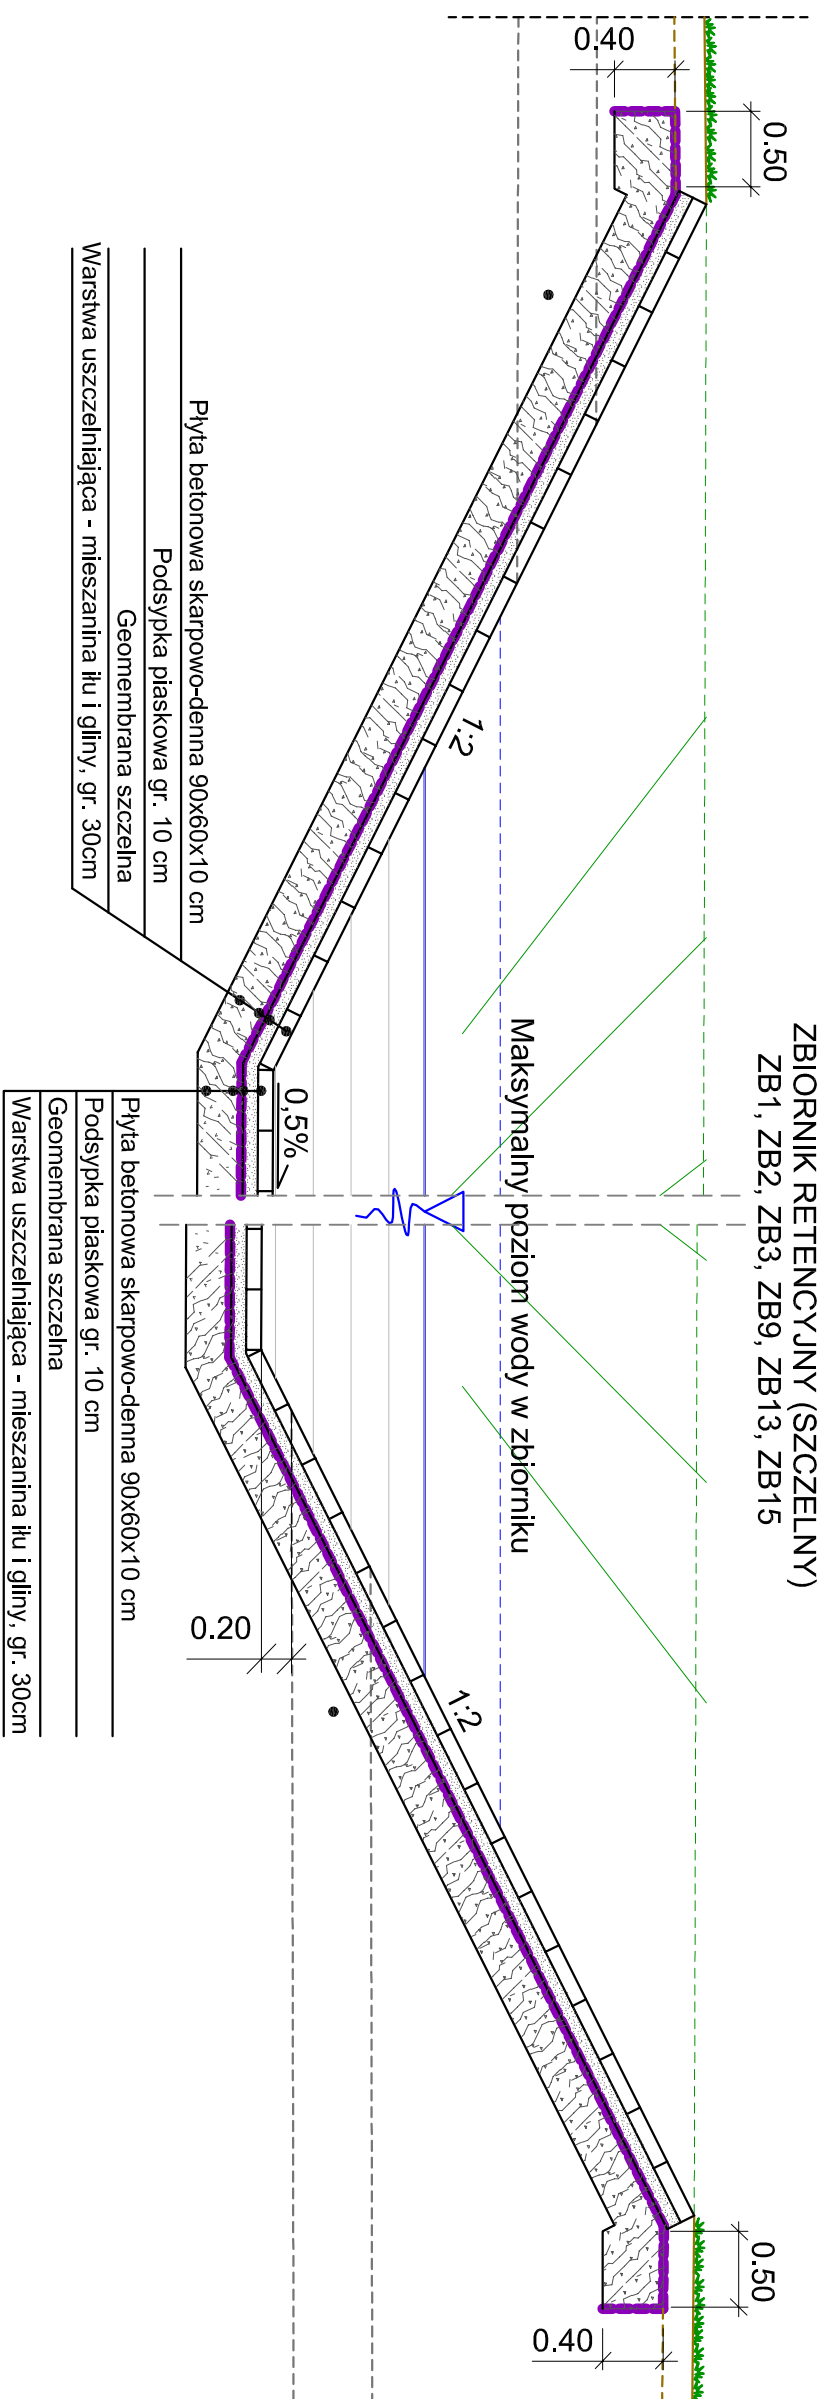 ZBIORNIK RETENCYJNY (SZCZELNY)
ZB1, ZB2, ZB3, ZB9, ZB13, ZB15
0.50
0.40
0.50
0.40
Maksymalny poziom wody w zbiorniku
1:2
1:2
0,5%
0.20
Płyta betonowa skarpowo-denna 90x60x10 cm
Podsypka piaskowa gr. 10 cm
Geomembrana szczelna
Warstwa uszczelniająca - mieszanina iłu i gliny, gr. 30cm
Płyta betonowa skarpowo-denna 90x60x10 cm
Podsypka piaskowa gr. 10 cm
Geomembrana szczelna
Warstwa uszczelniająca - mieszanina iłu i gliny, gr. 30cm